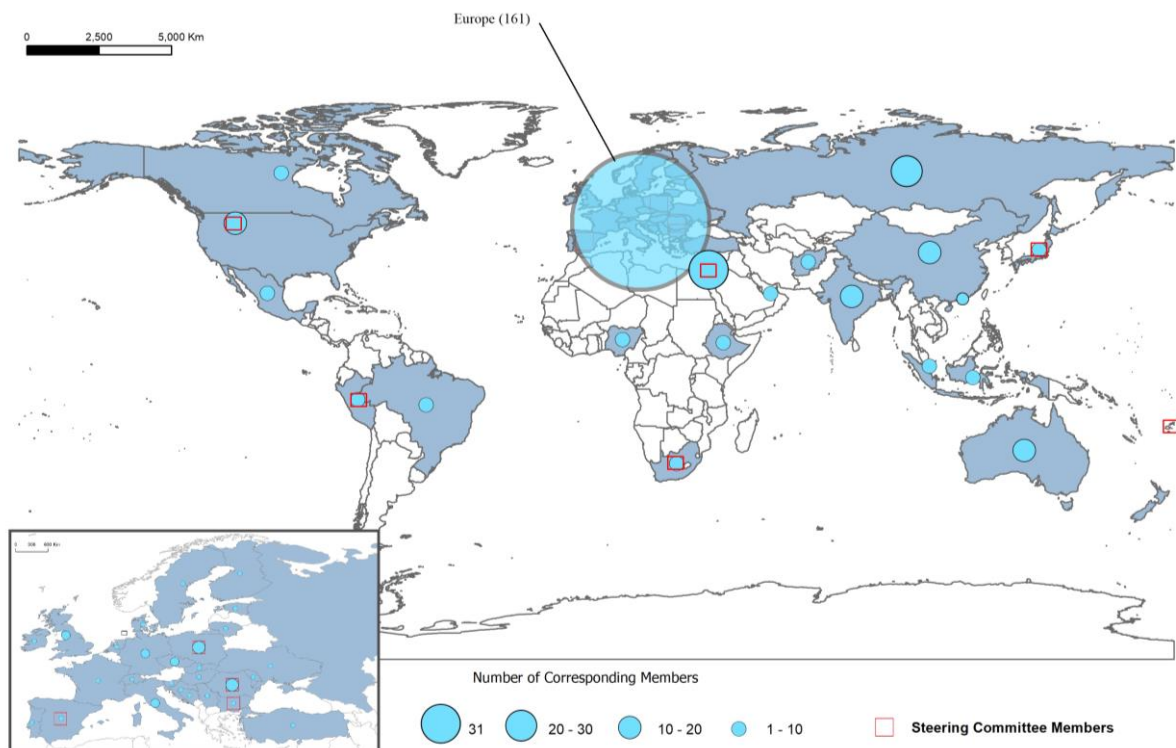 Europe (161)
0 2,500 5,000 Km
Number of Corresponding Members
31 20 - 30 10 - 20 1 - 10 Steering Committee Members